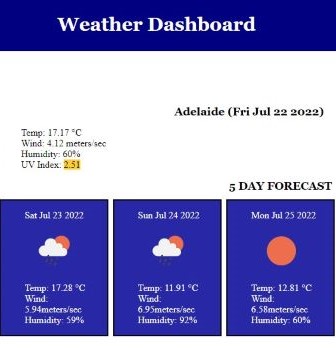 Weather Dashboard
Adelaide (Fri Jul 22 2022)
Temp: 17.17 °C
Wind: 4.12 meters/sec
Humidity: 60%
UV Index: 2.51
5 DAY FORECAST
Sat Jul 23 2022
Temp: 17.28 °C
Wind:
5.94meters/sec
Humidity: 59%
Sun Jul 24 2022
Temp: 11.91 °C
Wind:
6.95meters/sec
Humidity: 92%
Mon Jul 25 2022
Temp: 12.81 °C
Wind:
6.58meters/sec
Humidity: 60%